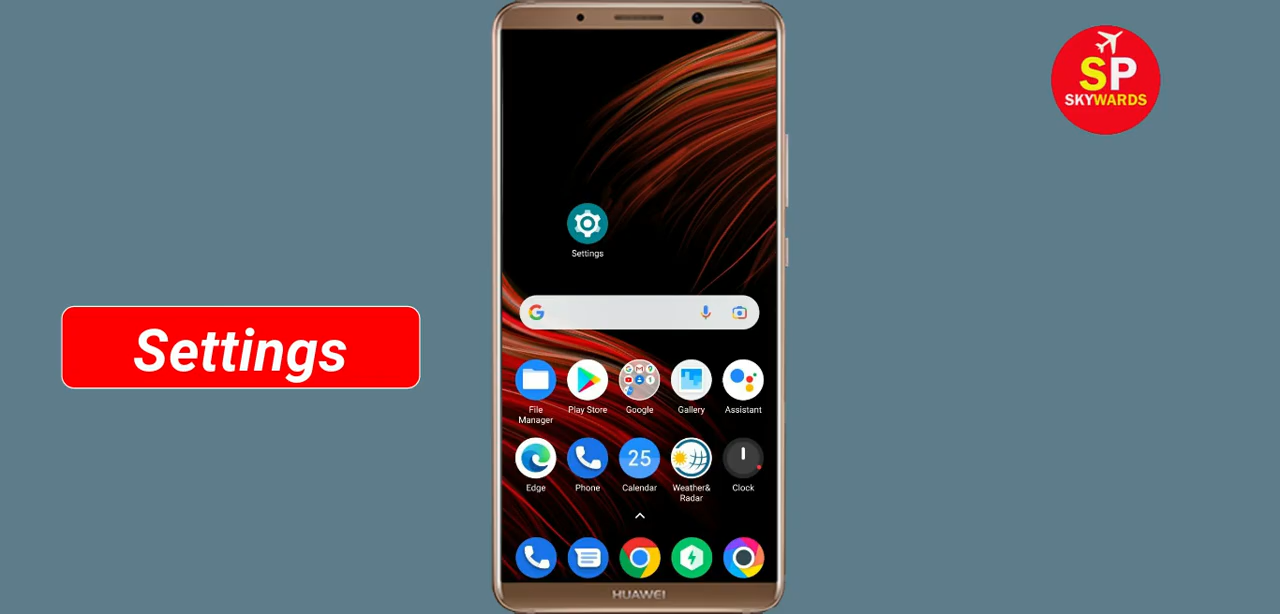 SP
SKYWARDS
Settings
Settings
File
Manager
Play Store
Google
Gallery
Assistant
25
Edge
Phone
Calendar
Weather&
Radar
Clock
HUAWEI